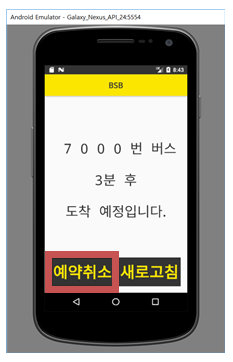 Android Emulator - Galaxy_Nexus_API_24:5554
8:43
BSB
7 0 0 0 번 버스
3분 후
도착 예정입니다.
예약취소 새로고침